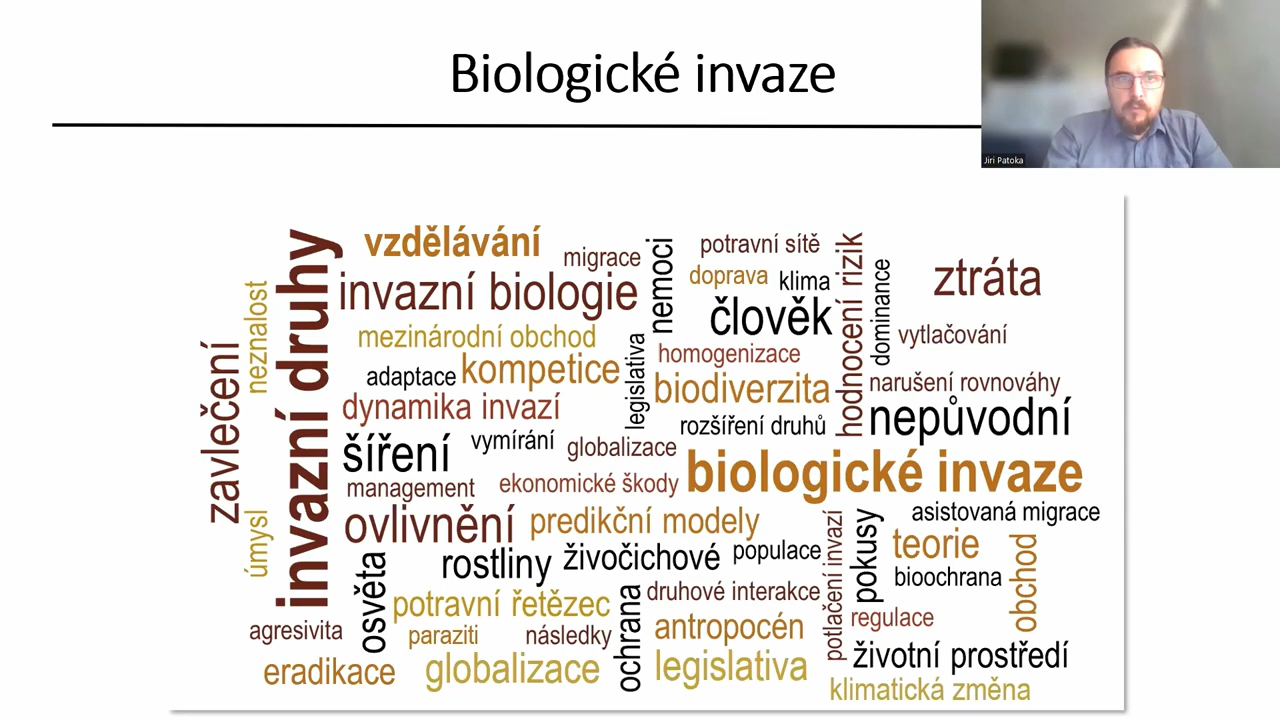 Biologické invaze
Jiri Patoka
vzdělávání
migrace
nemoci
potravní sítě
doprava
klima
hodnocení rizik
dominance
ztráta
neznalost
invazní druhy
invazní biologie
člověk
mezinárodní obchod
legislativa
homogenizace
vytlačování
zavlečení
adaptace
kompetice
biodiverzita
narušení rovnováhy
dynamika invazí
rozšíření druhů
nepůvodní
šíření
vymírání
globalizace
management
ekonomické škody
biologické invaze
úmysl
ovlivnění
predikční modely
potlačení invazí
pokusy
asistovaná migrace
teorie
obchod
osvěta
rostliny
živočichové
populace
bioochrana
ochrana
druhové interakce
potravní řetězec
regulace
agresivita
paraziti
následky
antropocén
životní prostředí
eradikace
globalizace
legislativa
klimatická změna